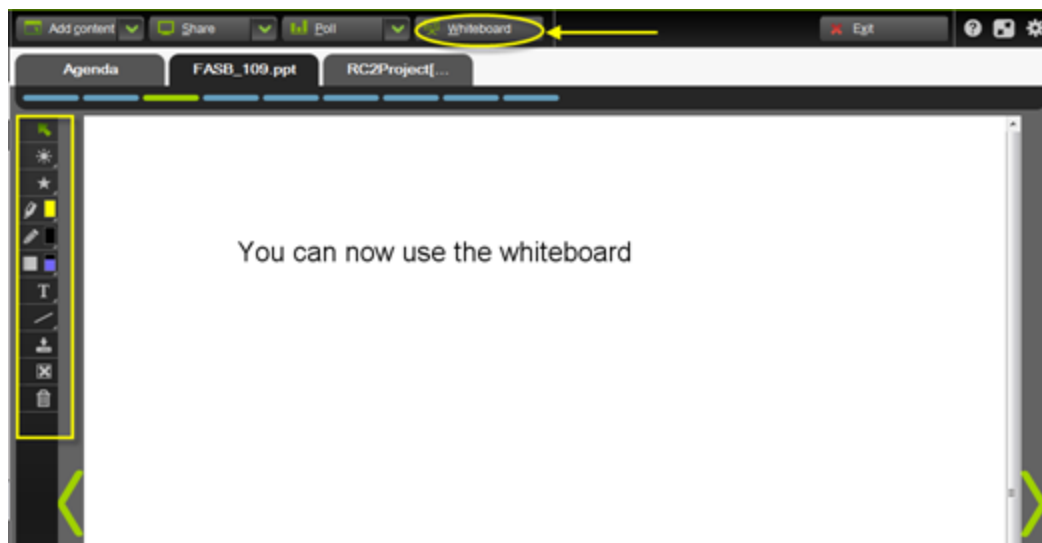 Add content Share Poll Whiteboard Exit
Agenda FASB_109.ppt RC2Project[...
T
You can now use the whiteboard